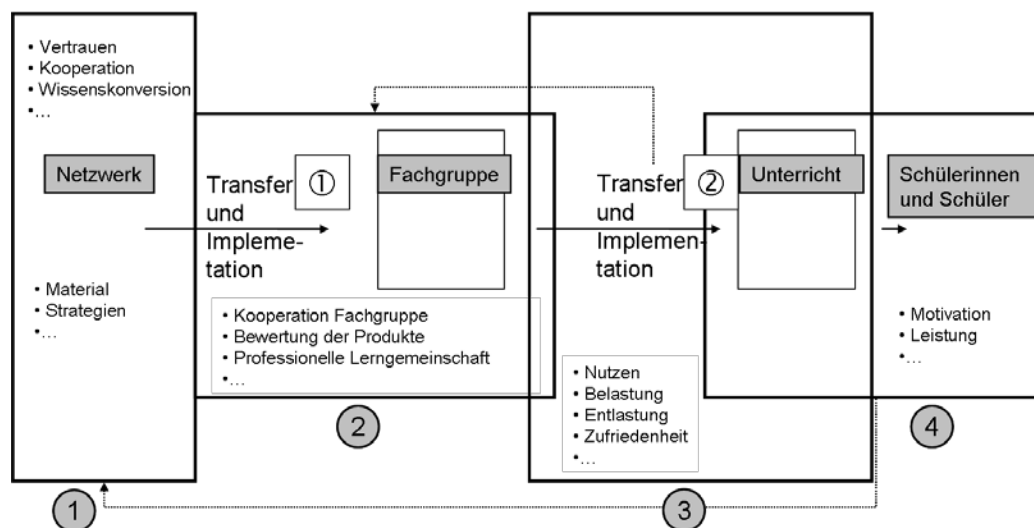 • Vertrauen
• Kooperation
• Wissenskonversion
•…
Netzwerk
• Material
• Strategien
•…
1
Transfer
und
Impleme-
tation
①
Fachgruppe
• Kooperation Fachgruppe
• Bewertung der Produkte
• Professionelle Lerngemeinschaft
•…
2
Transfer
und
Implemen-
tation
②
Unterricht
• Nutzen
• Belastung
• Entlastung
• Zufriedenheit
•…
3
Schülerinnen
und Schüler
• Motivation
• Leistung
•…
4